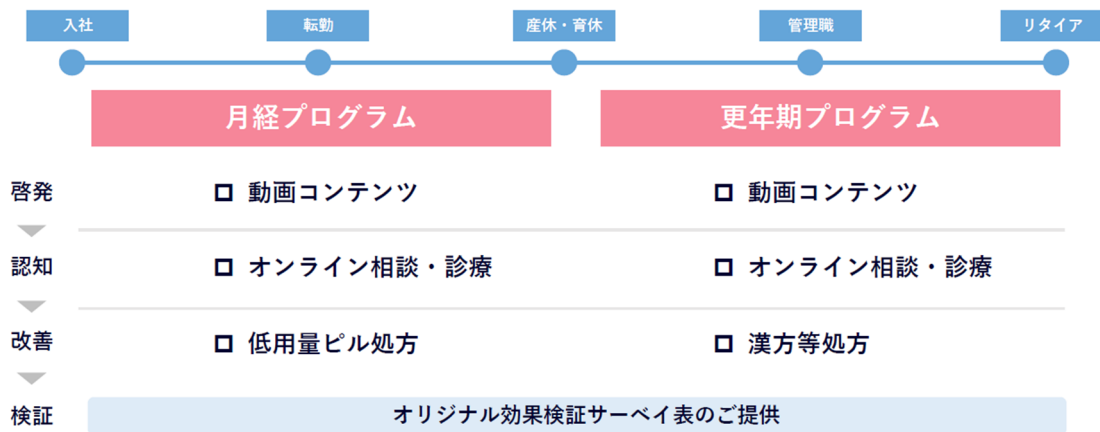 入社
転勤
産休・育休
管理職
リタイア
月経プログラム
更年期プログラム
啓発
動画コンテンツ
動画コンテンツ
認知
オンライン相談・診療
オンライン相談・診療
改善
低用量ピル処方
漢方等処方
検証
オリジナル効果検証サーベイ表のご提供